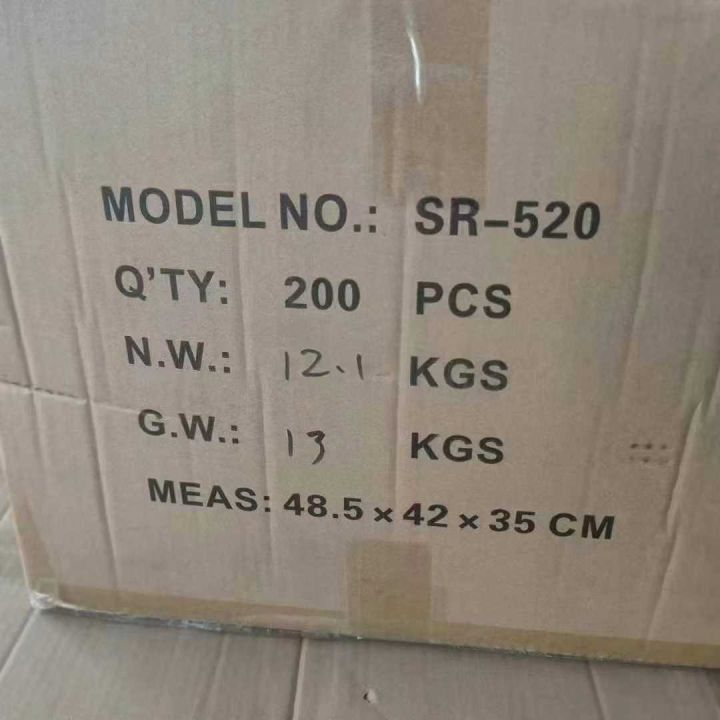 MODEL NO.: SR-520
Q'TY: 200 PCS
N.W.: 12.1 KGS
G.W.: 13 KGS
MEAS: 48.5 × 42 × 35 CM